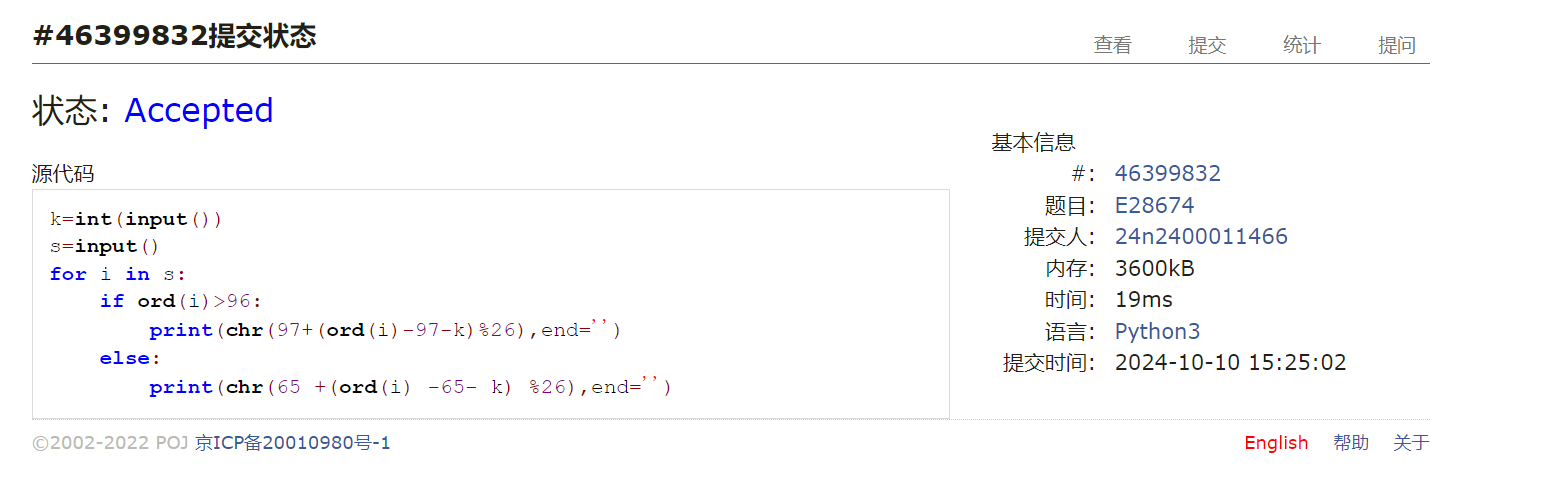 #46399832提交状态
查看 提交 统计 提问
状态: Accepted
源代码
k=int(input())
s=input()
for i in s:
    if ord(i)>96:
        print(chr(97+(ord(i)-97-k)%26),end='')
    else:
        print(chr(65 +(ord(i) -65- k) %26),end='')
基本信息
#: 46399832
题目: E28674
提交人: 24n2400011466
内存: 3600kB
时间: 19ms
语言: Python3
提交时间: 2024-10-10 15:25:02
©2002-2022 POJ 京ICP备20010980号-1
English 帮助 关于